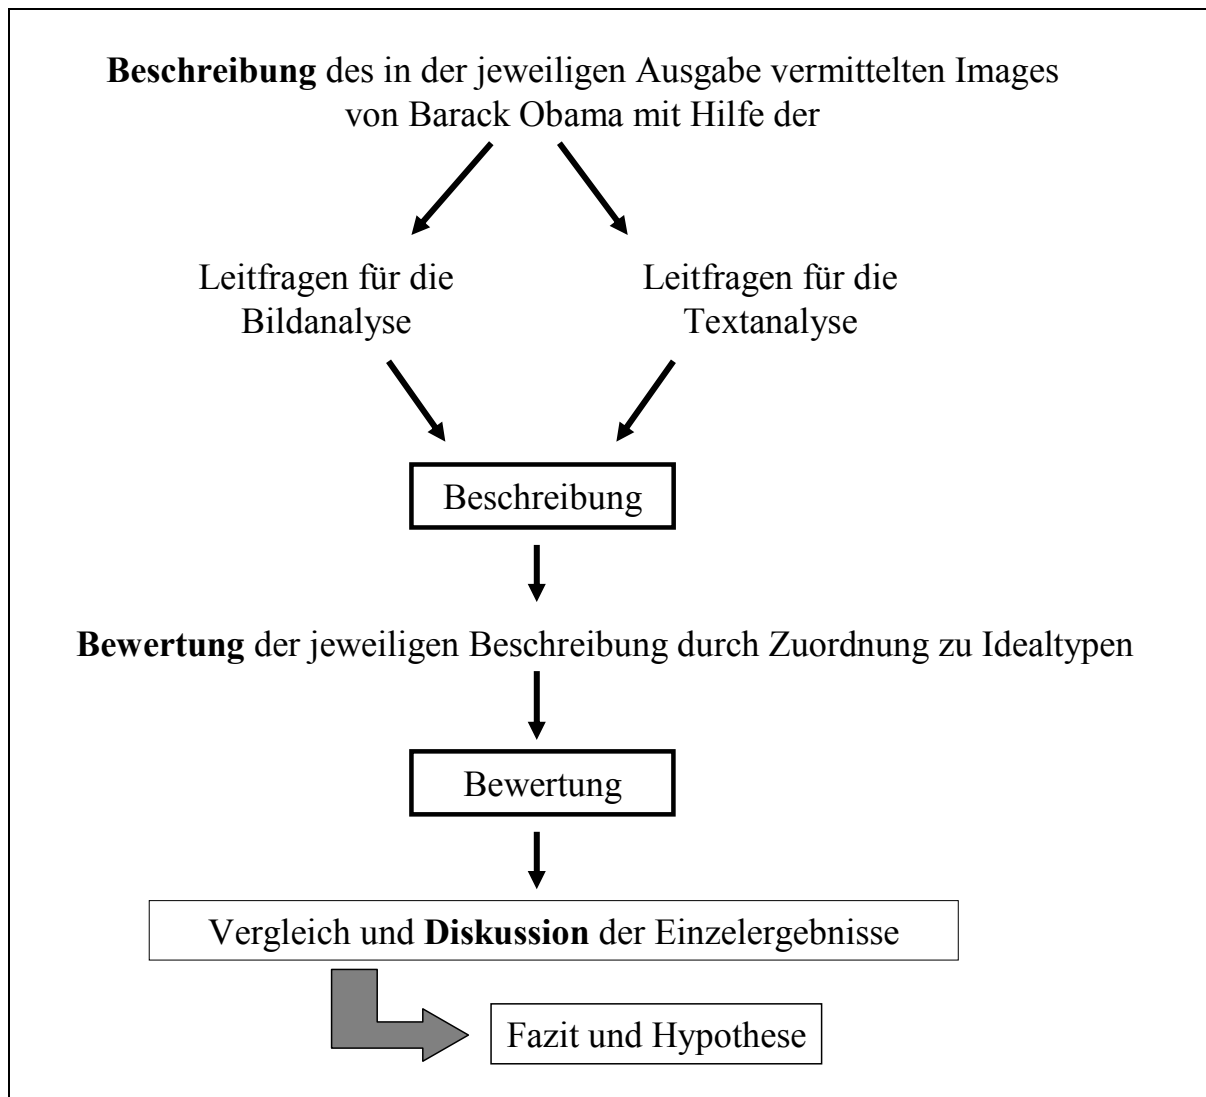 Beschreibung des in der jeweiligen Ausgabe vermittelten Images
von Barack Obama mit Hilfe der
Leitfragen für die
Bildanalyse
Leitfragen für die
Textanalyse
Beschreibung
Bewertung der jeweiligen Beschreibung durch Zuordnung zu Idealtypen
Bewertung
Vergleich und Diskussion der Einzelergebnisse
Fazit und Hypothese